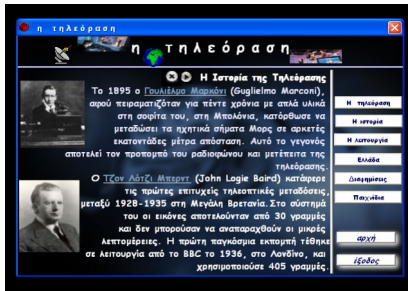 η τηλεόραση
η τηλεόραση
Η Ιστορία της Τηλεόρασης
Το 1895 ο Γουλιέλμο Μαρκόνι (Guglielmo Marconi),
αφού πειραματιζόταν για πέντε χρόνια με απλά υλικά
στη σοφίτα του, στη Μπολόνια, κατόρθωσε να
μεταδώσει τα ηχητικά σήματα Μορς σε αρκετές
εκατοντάδες μέτρα απόσταση. Αυτό το γεγονός
αποτελεί τον προπομπό του ραδιοφώνου και μετέπειτα της
τηλεόρασης.
Ο Τζον Λότζι Μπερντ (John Logie Baird) κατάφερε
τις πρώτες επιτυχείς τηλεοπτικές μεταδόσεις,
μεταξύ 1928-1935 στη Μεγάλη Βρετανία.Στο σύστημά
του οι εικόνες αποτελούνταν από 30 γραμμές
και δεν μπορούσαν να αναπαραχθούν οι μικρές
λεπτομέρειες. Η πρώτη παγκόσμια εκπομπή τέθηκε
σε λειτουργία από το BBC το 1936, στο Λονδίνο, και
χρησιμοποιούσε 405 γραμμές.
Η τηλεόραση
Η ιστορία
Η λειτουργία
Ελλάδα
Διαφημίσεις
Παιχνίδια
αρχή
έξοδος